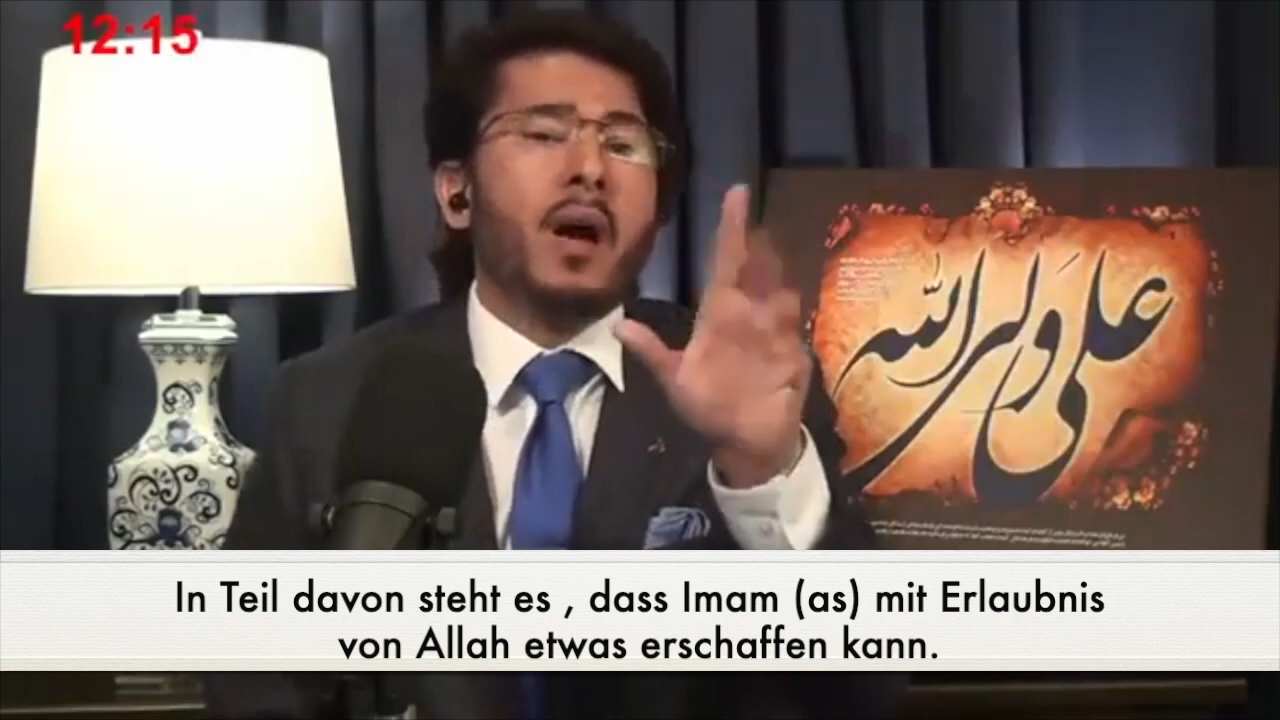 12:15
علی ولی الله
In Teil davon steht es , dass Imam (as) mit Erlaubnis
von Allah etwas erschaffen kann.